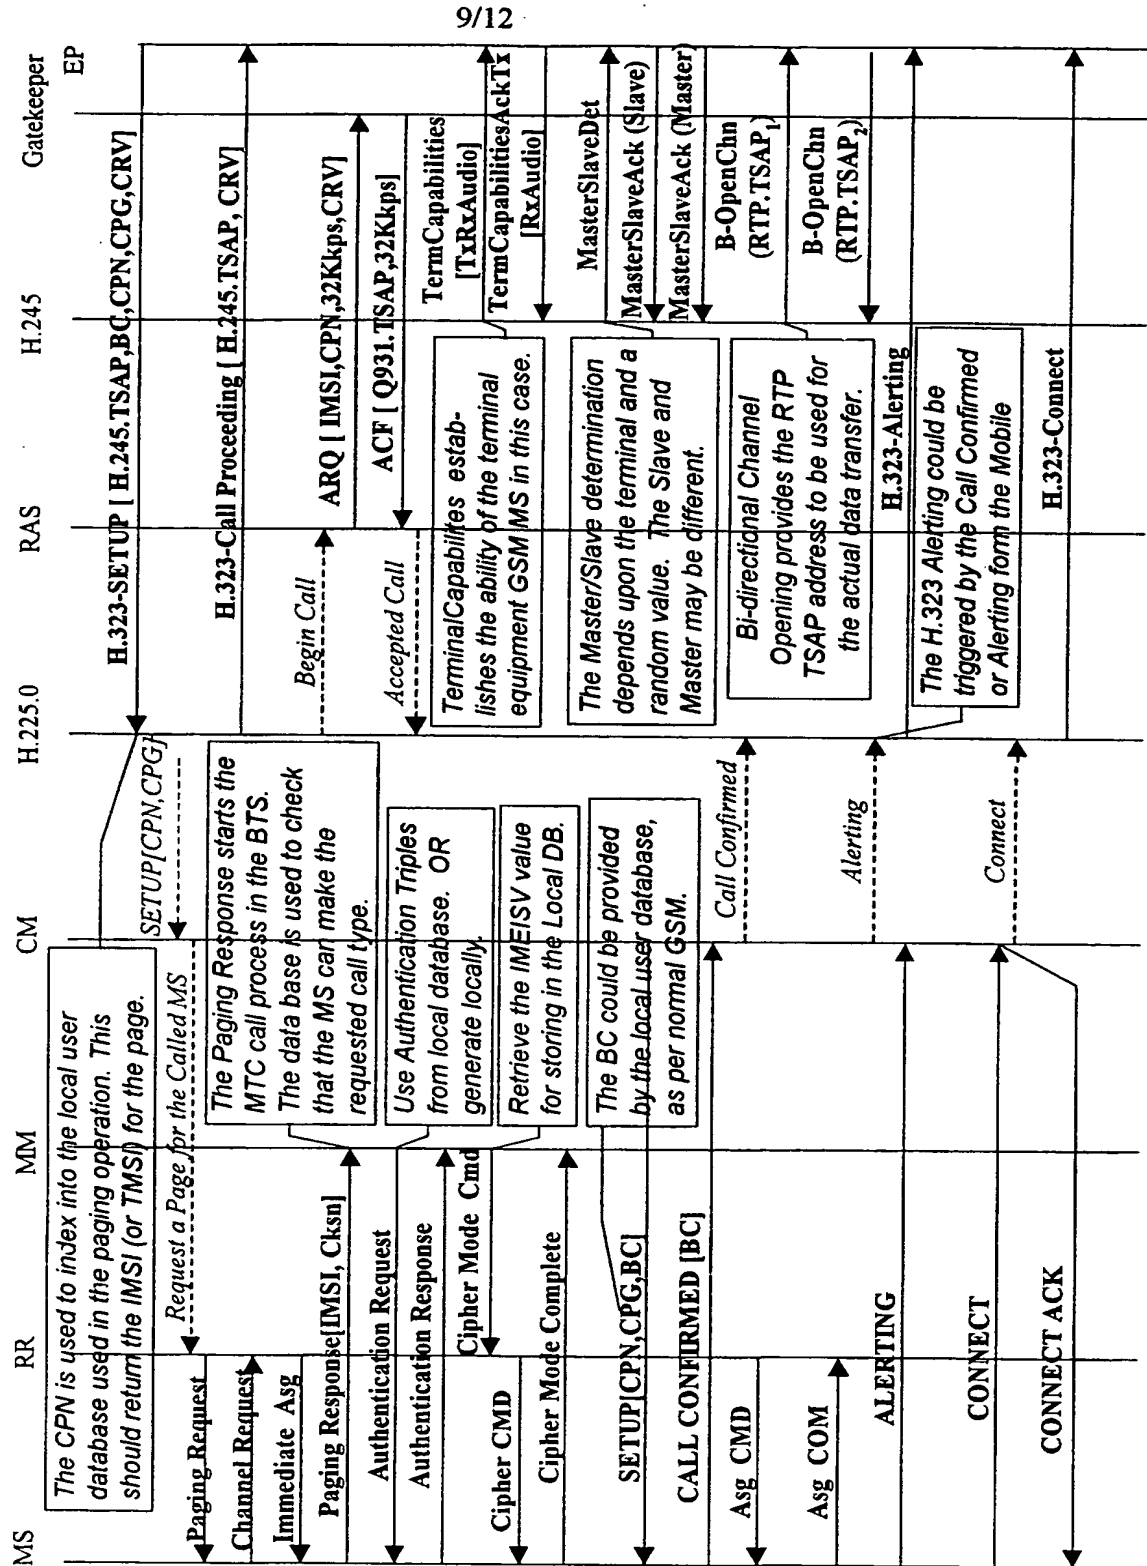 9/12
MS
RR
MM
CM
H.225.0
RAS
H.245
Gatekeeper
EP
The CPN is used to index into the local user
database used in the paging operation. This
should return the IMSI (or TMSI) for the page.
H.323-SETUP [ H.245.TSAP,BC,CPN,CPG,CRV]
SETUP[CPN,CPG]
Request a Page for the Called MS
Paging Request
Channel Request
Immediate Asg
Paging Response[IMSI, Cksn]
Authentication Request
Authentication Response
Cipher Mode Cmd
Cipher CMD
Cipher Mode Complete
SETUP[CPN,CPG,BC]
CALL CONFIRMED [BC]
Asg CMD
Asg COM
ALERTING
CONNECT
CONNECT ACK
The Paging Response starts the
MTC call process in the BTS.
The data base is used to check
that the MS can make the
requested call type.
Use Authentication Triples
from local database. OR
generate locally.
Retrieve the IMEISV value
for storing in the Local DB.
The BC could be provided
by the local user database,
as per normal GSM.
Call Confirmed
Alerting
Connect
H.323-Call Proceeding [ H.245.TSAP, CRV]
Begin Call
ARQ [ IMSI,CPN,32Kkps,CRV]
Accepted Call
ACF [ Q931.TSAP,32Kkps]
TerminalCapabilites estab-
lishes the ability of the terminal
equipment GSM MS in this case.
The Master/Slave determination
depends upon the terminal and a
random value. The Slave and
Master may be different.
Bi-directional Channel
Opening provides the RTP
TSAP address to be used for
the actual data transfer.
TermCapabilities
[TxRxAudio]
TermCapabilitiesAckTx
[RxAudio]
MasterSlaveDet
MasterSlaveAck (Slave)
MasterSlaveAck (Master)
B-OpenChn
(RTP.TSAP1)
B-OpenChn
(RTP.TSAP2)
H.323-Alerting
The H.323 Alerting could be
triggered by the Call Confirmed
or Alerting form the Mobile
H.323-Connect